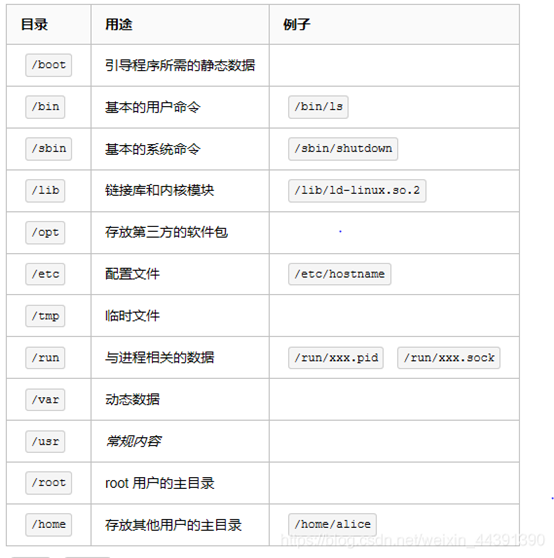 目录 用途 例子
/boot 引导程序所需的静态数据
/bin 基本的用户命令 /bin/ls
/sbin 基本的系统命令 /sbin/shutdown
/lib 链接库和内核模块 /lib/ld-linux.so.2
/opt 存放第三方的软件包
/etc 配置文件 /etc/hostname
/tmp 临时文件
/run 与进程相关的数据 /run/xxx.pid /run/xxx.sock
/var 动态数据
/usr 常规内容
/root root 用户的主目录
/home 存放其他用户的主目录 /home/alice
https://blog.csdn.net/weixin_44391390